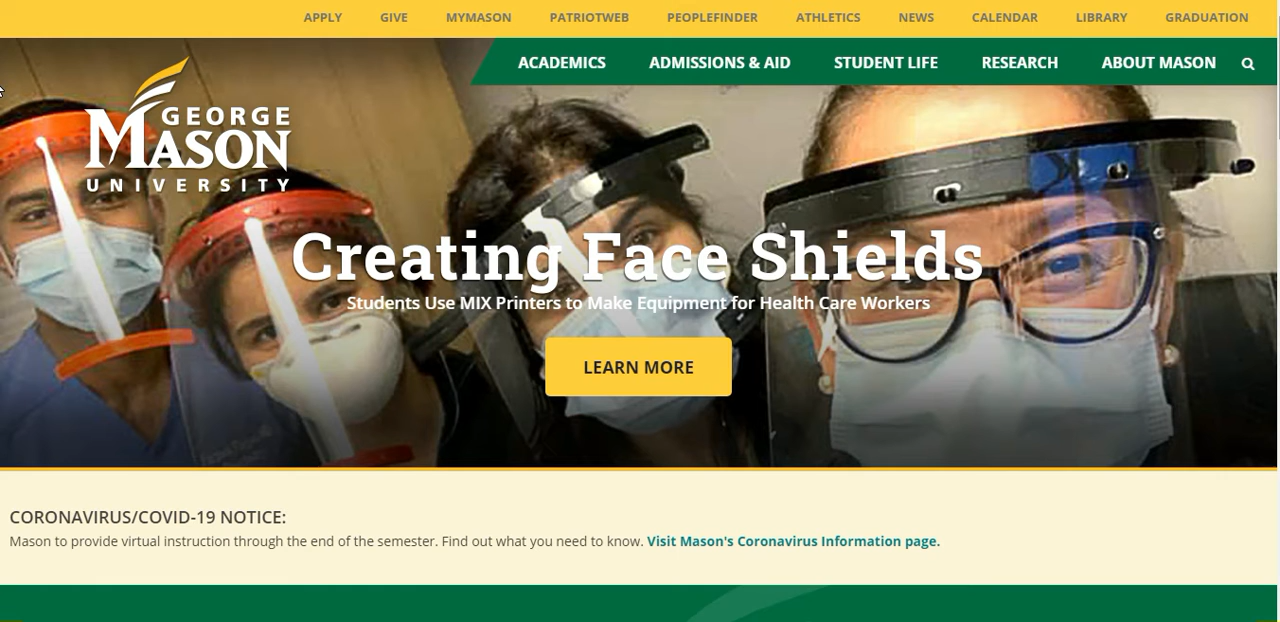 APPLY GIVE MYMASON PATRIOTWEB PEOPLEFINDER ATHLETICS NEWS CALENDAR LIBRARY GRADUATION
ACADEMICS ADMISSIONS & AID STUDENT LIFE RESEARCH ABOUT MASON
GEORGE
MASON
UNIVERSITY
Creating Face Shields
Students Use MIX Printers to Make Equipment for Health Care Workers
LEARN MORE
CORONAVIRUS/COVID-19 NOTICE:
Mason to provide virtual instruction through the end of the semester. Find out what you need to know. Visit Mason's Coronavirus Information page.